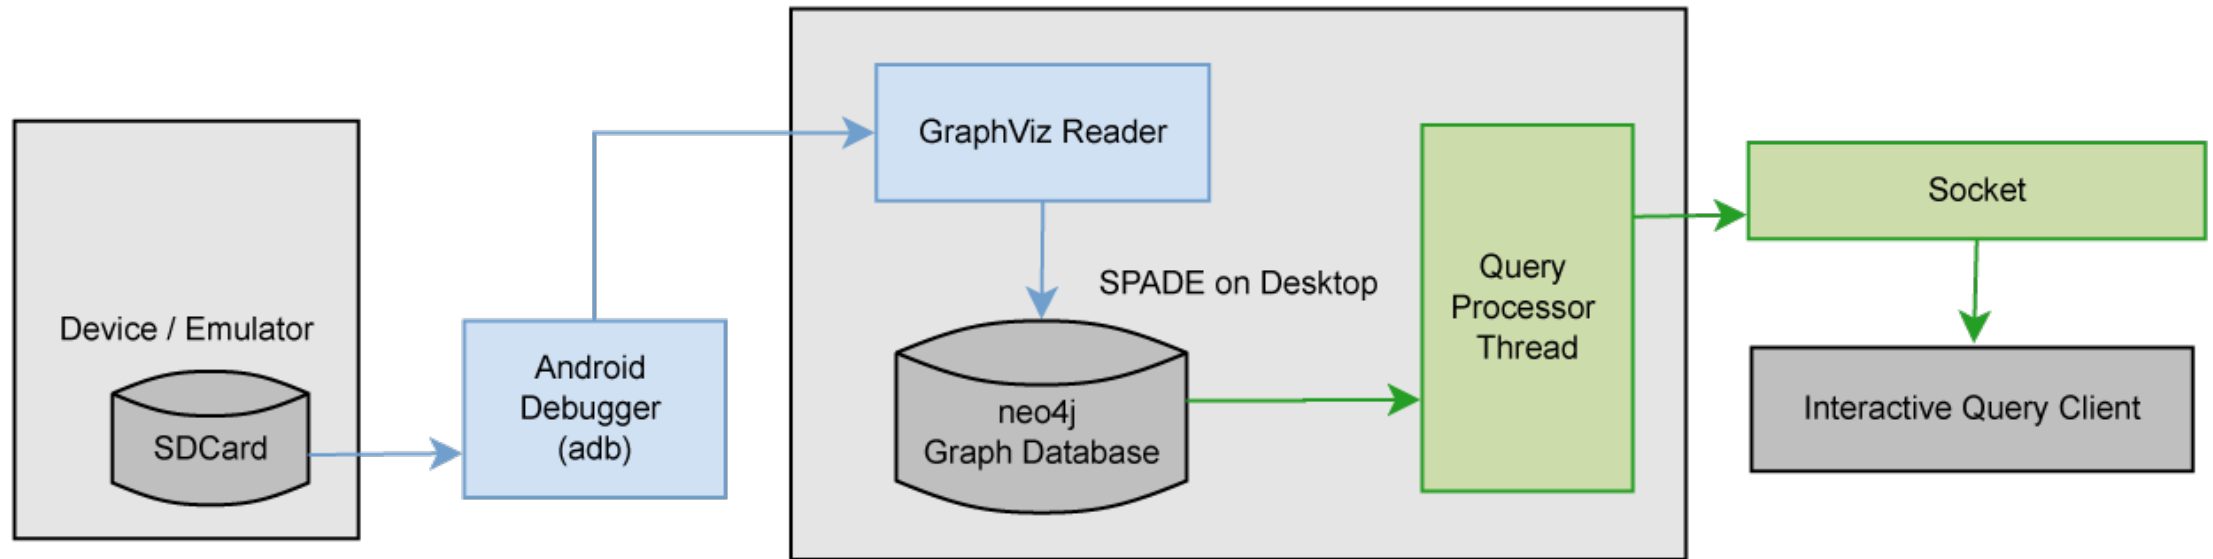 Device / Emulator
SDCard
Android
Debugger
(adb)
GraphViz Reader
SPADE on Desktop
neo4j
Graph Database
Query
Processor
Thread
Socket
Interactive Query Client